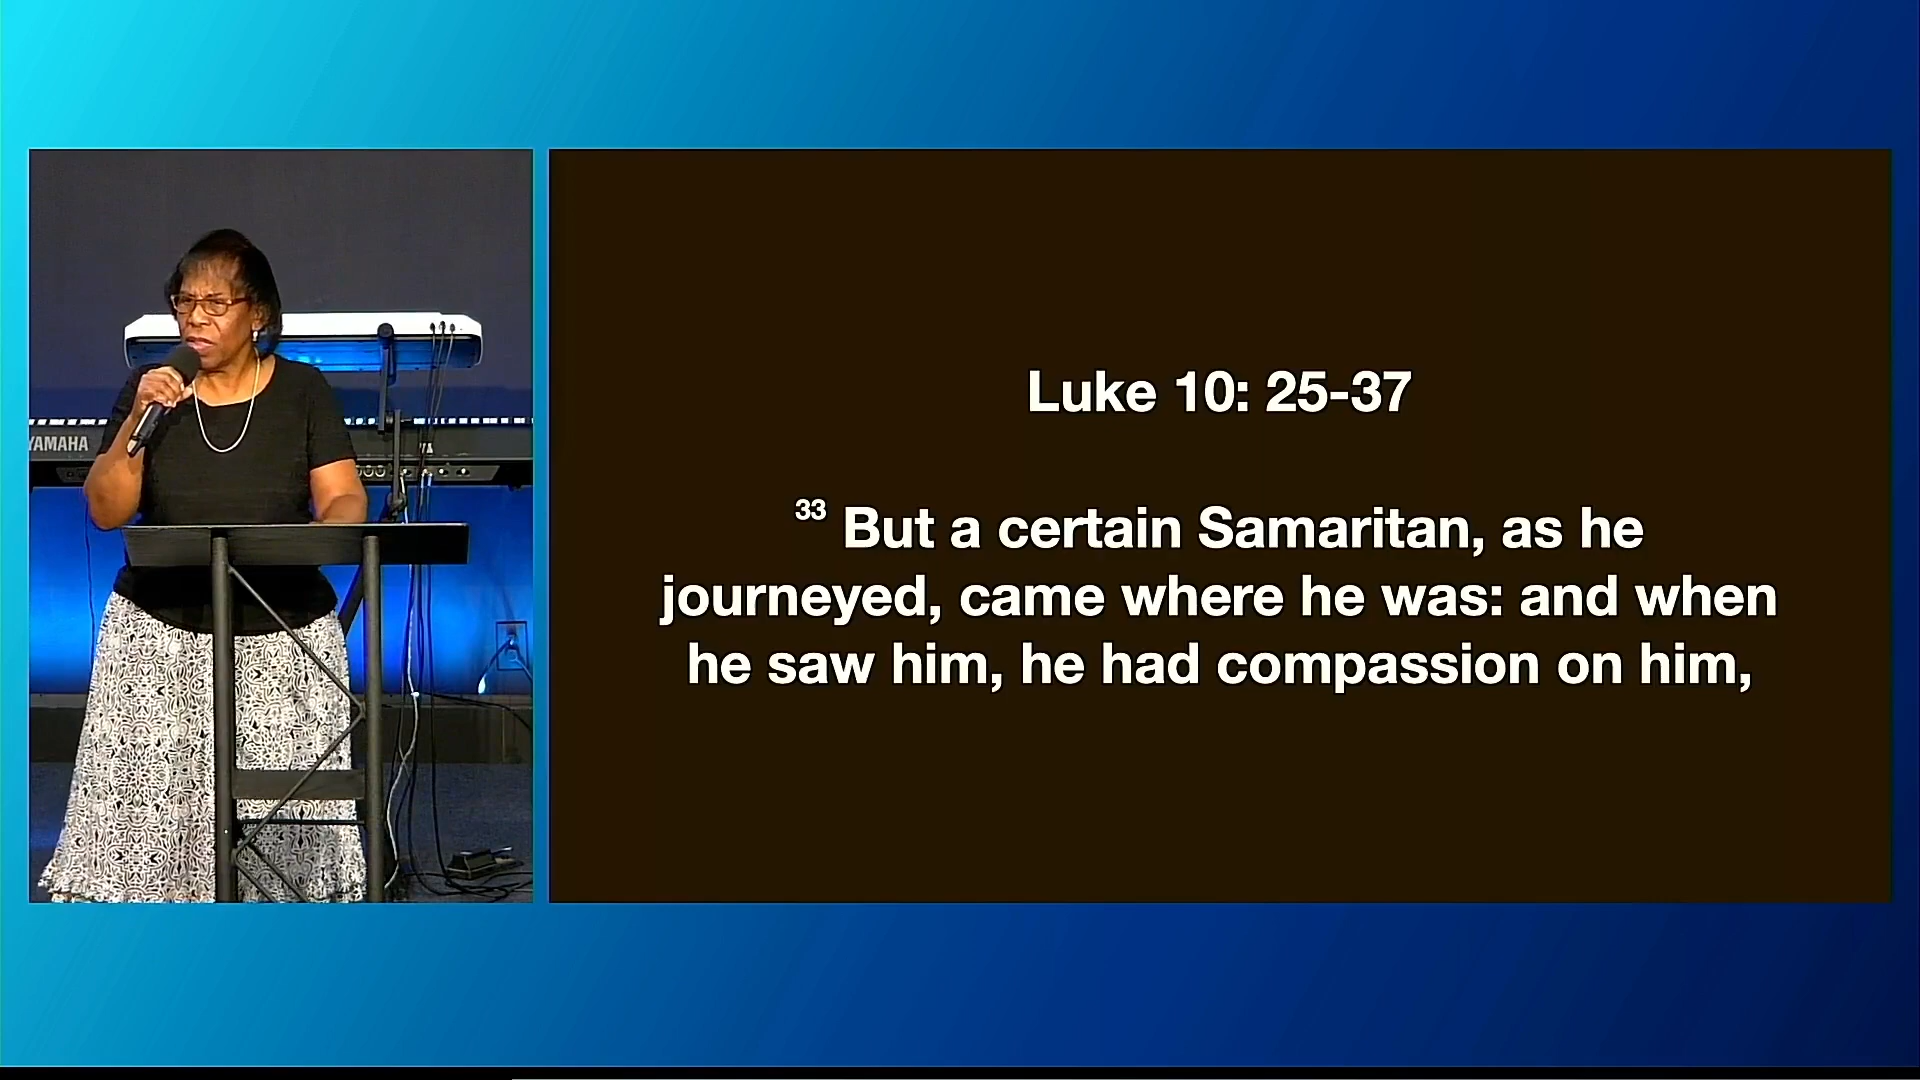 YAMAHA
Luke 10: 25-37
33 But a certain Samaritan, as he
journeyed, came where he was: and when
he saw him, he had compassion on him,